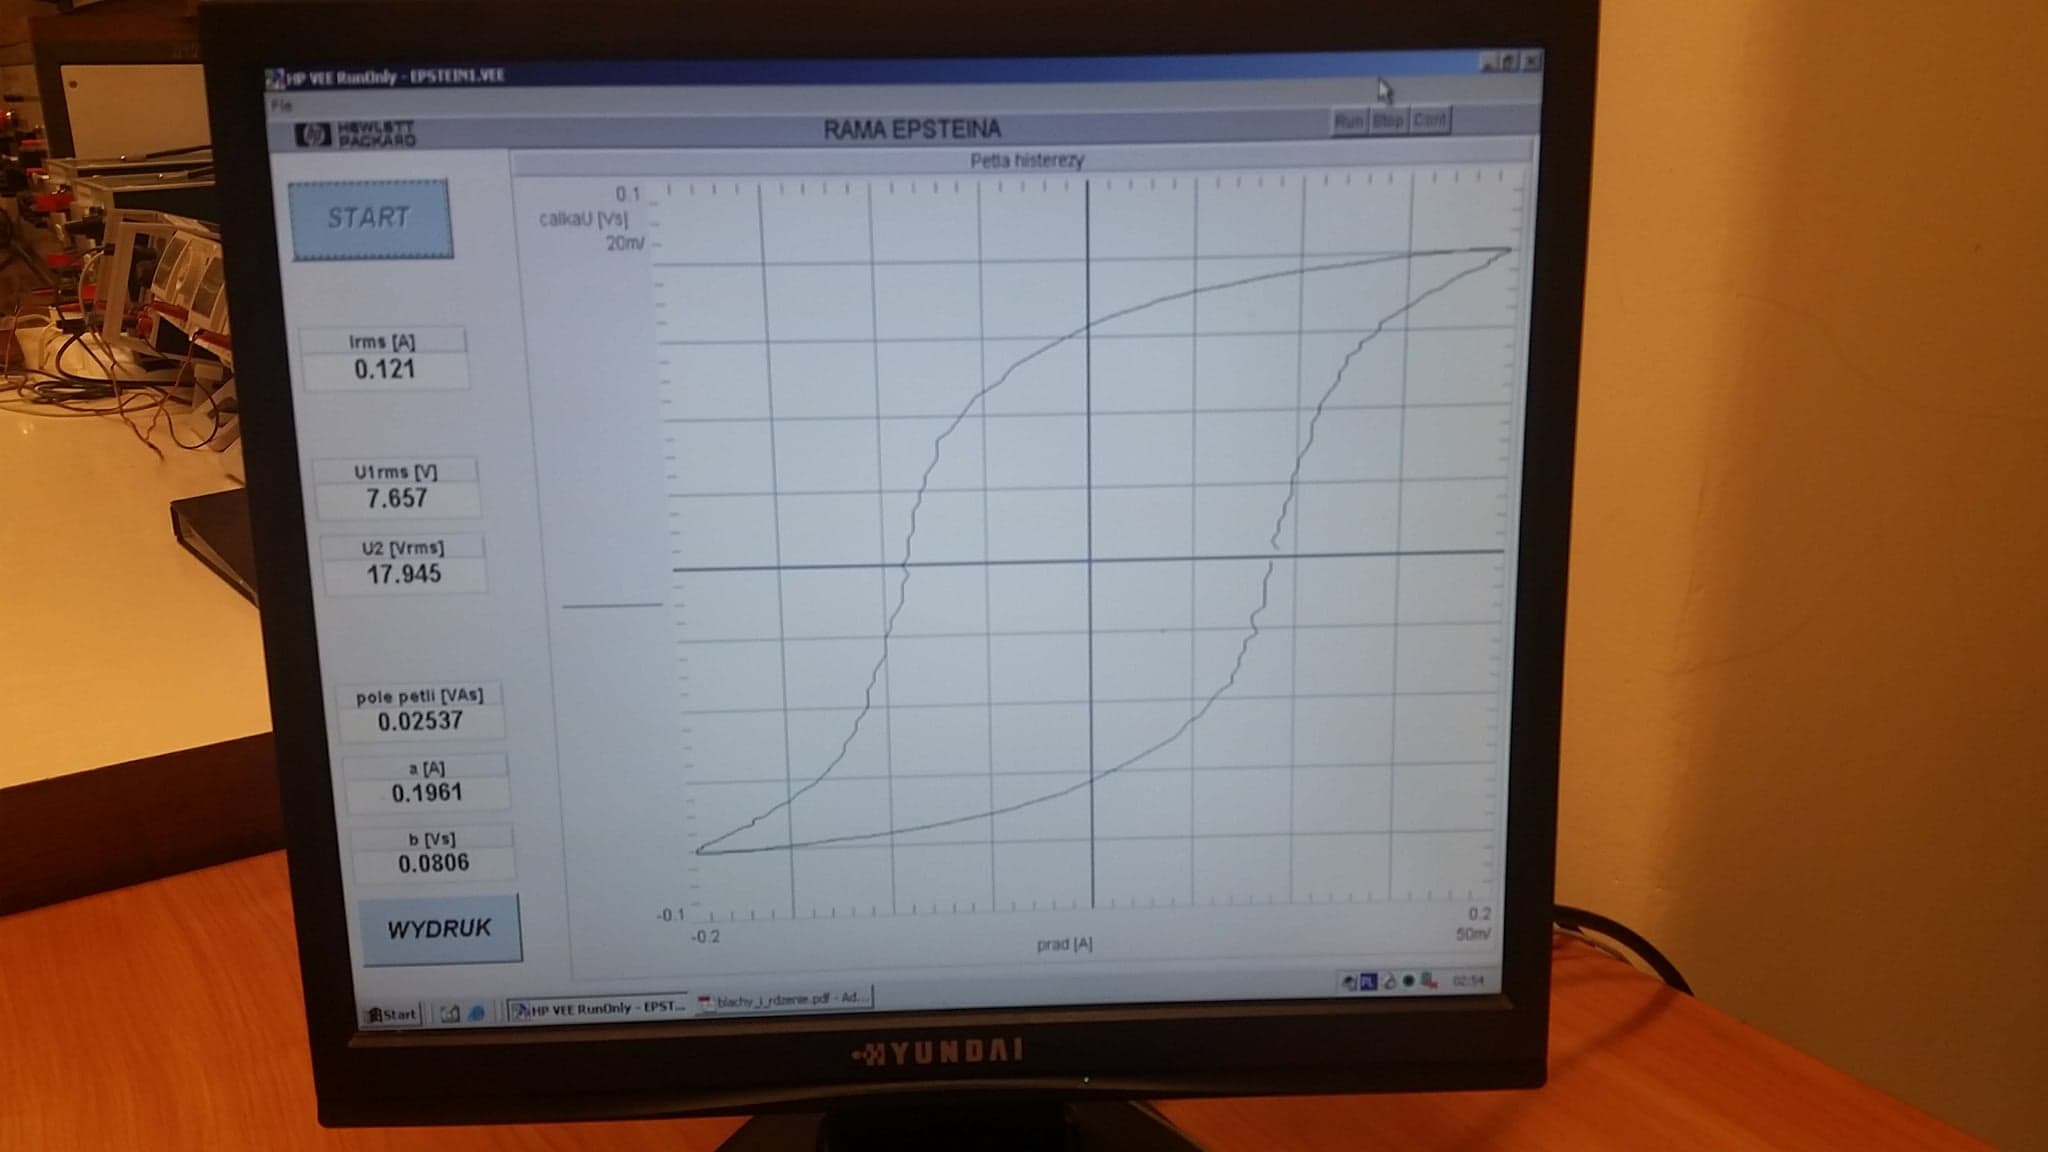 HP VEE RunOnly - EPSTEIN1.VEE
File
HEWLETT
PACKARD
RAMA EPSTEINA
Run Stop Cont
START
Petla histerezy
0.1
calkaU [Vs]
20m/
Irms [A]
0.121
U1rms [V]
7.657
U2 [Vrms]
17.945
pole petli [VAs]
0.02537
a [A]
0.1961
b [Vs]
0.0806
WYDRUK
-0.1
-0.2
prad [A]
0.2
50m/
Start
HP VEE RunOnly - EPST...
blachy_i_rdzenie.pdf - Ad...
PL
02:54
HYUNDAI